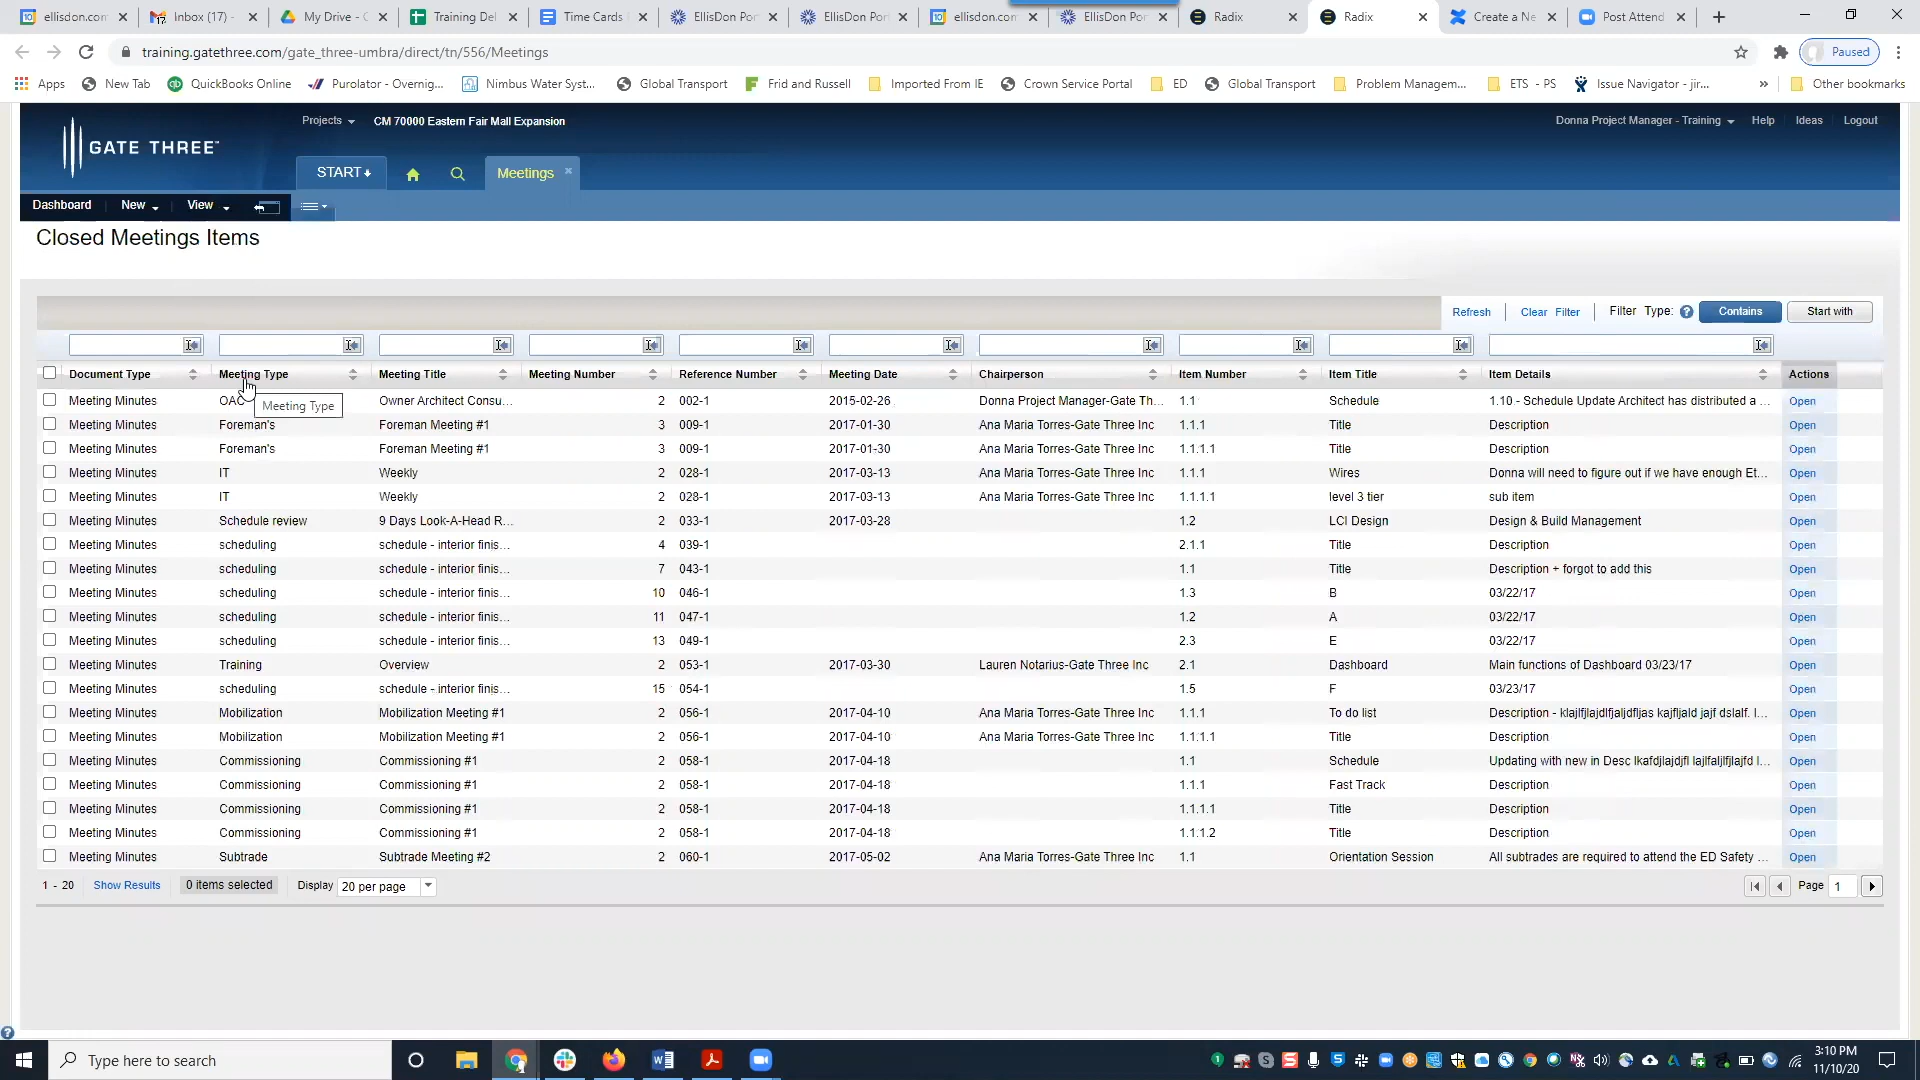 ellisdon.com
Inbox (17) -
My Drive - G
Training Del
Time Cards
EllisDon Por
EllisDon Por
ellisdon.com
EllisDon Por
Radix
Radix
Create a Ne
Post Attend
training.gatethree.com/gate_three-umbra/direct/tn/556/Meetings
Paused
Apps
New Tab
QuickBooks Online
Purolator - Overnig...
Nimbus Water Syst...
Global Transport
Frid and Russell
Imported From IE
Crown Service Portal
ED
Global Transport
Problem Managem...
ETS - PS
Issue Navigator - jir...
»
Other bookmarks
GATE THREE™
Projects
CM 70000 Eastern Fair Mall Expansion
Donna Project Manager - Training
Help
Ideas
Logout
START
Meetings
Dashboard
New
View
Closed Meetings Items
Refresh
Clear Filter
Filter Type:
Contains
Start with
Document Type Meeting Type Meeting Title Meeting Number Reference Number Meeting Date Chairperson Item Number Item Title Item Details Actions
Meeting Minutes OAC Owner Architect Consu... 2 002-1 2015-02-26 Donna Project Manager-Gate Th... 1.1 Schedule 1.10 - Schedule Update Architect has distributed a ... Open
Meeting Type
Meeting Minutes Foreman's Foreman Meeting #1 3 009-1 2017-01-30 Ana Maria Torres-Gate Three Inc 1.1.1 Title Description Open
Meeting Minutes Foreman's Foreman Meeting #1 3 009-1 2017-01-30 Ana Maria Torres-Gate Three Inc 1.1.1.1 Title Description Open
Meeting Minutes IT Weekly 2 028-1 2017-03-13 Ana Maria Torres-Gate Three Inc 1.1.1 Wires Donna will need to figure out if we have enough Et... Open
Meeting Minutes IT Weekly 2 028-1 2017-03-13 Ana Maria Torres-Gate Three Inc 1.1.1.1 level 3 tier sub item Open
Meeting Minutes Schedule review 9 Days Look-A-Head R... 2 033-1 2017-03-28 1.2 LCI Design Design & Build Management Open
Meeting Minutes scheduling schedule - interior finis... 4 039-1 2.1.1 Title Description Open
Meeting Minutes scheduling schedule - interior finis... 7 043-1 1.1 Title Description + forgot to add this Open
Meeting Minutes scheduling schedule - interior finis... 10 046-1 1.3 B 03/22/17 Open
Meeting Minutes scheduling schedule - interior finis... 11 047-1 1.2 A 03/22/17 Open
Meeting Minutes scheduling schedule - interior finis... 13 049-1 2.3 E 03/22/17 Open
Meeting Minutes Training Overview 2 053-1 2017-03-30 Lauren Notarius-Gate Three Inc 2.1 Dashboard Main functions of Dashboard 03/23/17 Open
Meeting Minutes scheduling schedule - interior finis... 15 054-1 1.5 F 03/23/17 Open
Meeting Minutes Mobilization Mobilization Meeting #1 2 056-1 2017-04-10 Ana Maria Torres-Gate Three Inc 1.1.1 To do list Description - klajlfjlajdlfjaljdfljas kajfljald jajf dslalf. l... Open
Meeting Minutes Mobilization Mobilization Meeting #1 2 056-1 2017-04-10 Ana Maria Torres-Gate Three Inc 1.1.1.1 Title Description Open
Meeting Minutes Commissioning Commissioning #1 2 058-1 2017-04-18 1.1 Schedule Updating with new in Desc lkafdjlajdjfl lajlfaljlfjlajfd l... Open
Meeting Minutes Commissioning Commissioning #1 2 058-1 2017-04-18 1.1.1 Fast Track Description Open
Meeting Minutes Commissioning Commissioning #1 2 058-1 2017-04-18 1.1.1.1 Title Description Open
Meeting Minutes Commissioning Commissioning #1 2 058-1 2017-04-18 1.1.1.2 Title Description Open
Meeting Minutes Subtrade Subtrade Meeting #2 2 060-1 2017-05-02 Ana Maria Torres-Gate Three Inc 1.1 Orientation Session All subtrades are required to attend the ED Safety ... Open
1 - 20 Show Results 0 items selected Display 20 per page Page 1
Type here to search
3:10 PM
11/10/20